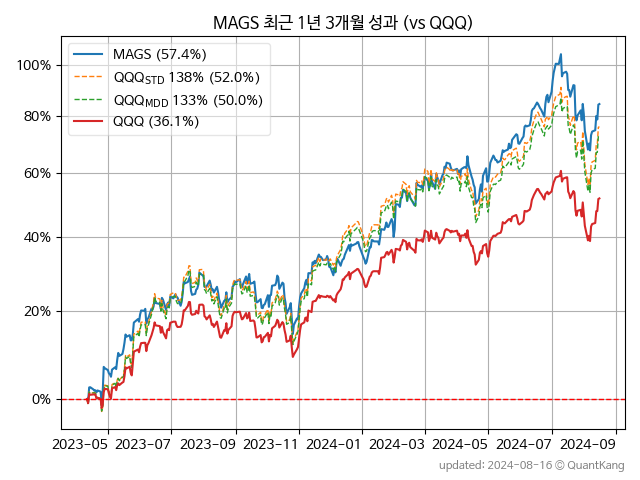 MAGS 최근 1년 3개월 성과 (vs QQQ)
MAGS (57.4%)
QQQSTD 138% (52.0%)
QQQMDD 133% (50.0%)
QQQ (36.1%)
100%
80%
60%
40%
20%
0%
2023-05 2023-07 2023-09 2023-11 2024-01 2024-03 2024-05 2024-07 2024-09
updated: 2024-08-16 © QuantKang